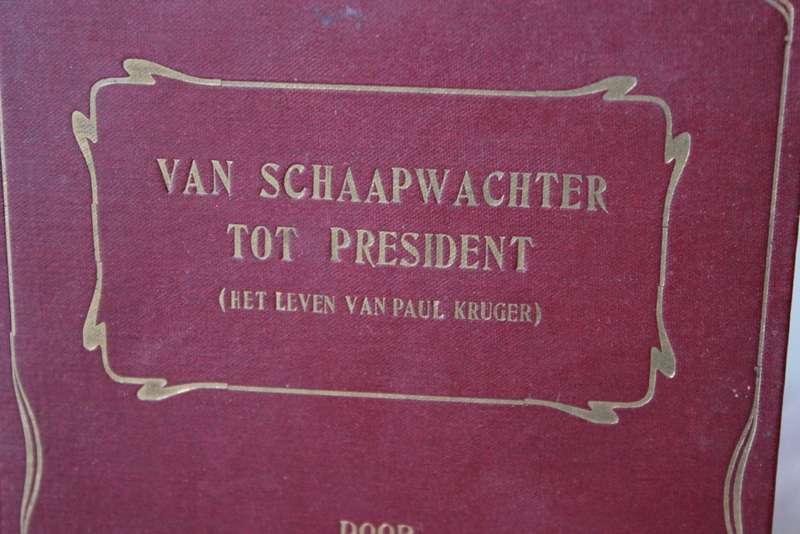 VAN SCHAAPWACHTER
TOT PRESIDENT
(HET LEVEN VAN PAUL KRUGER)
DOOR